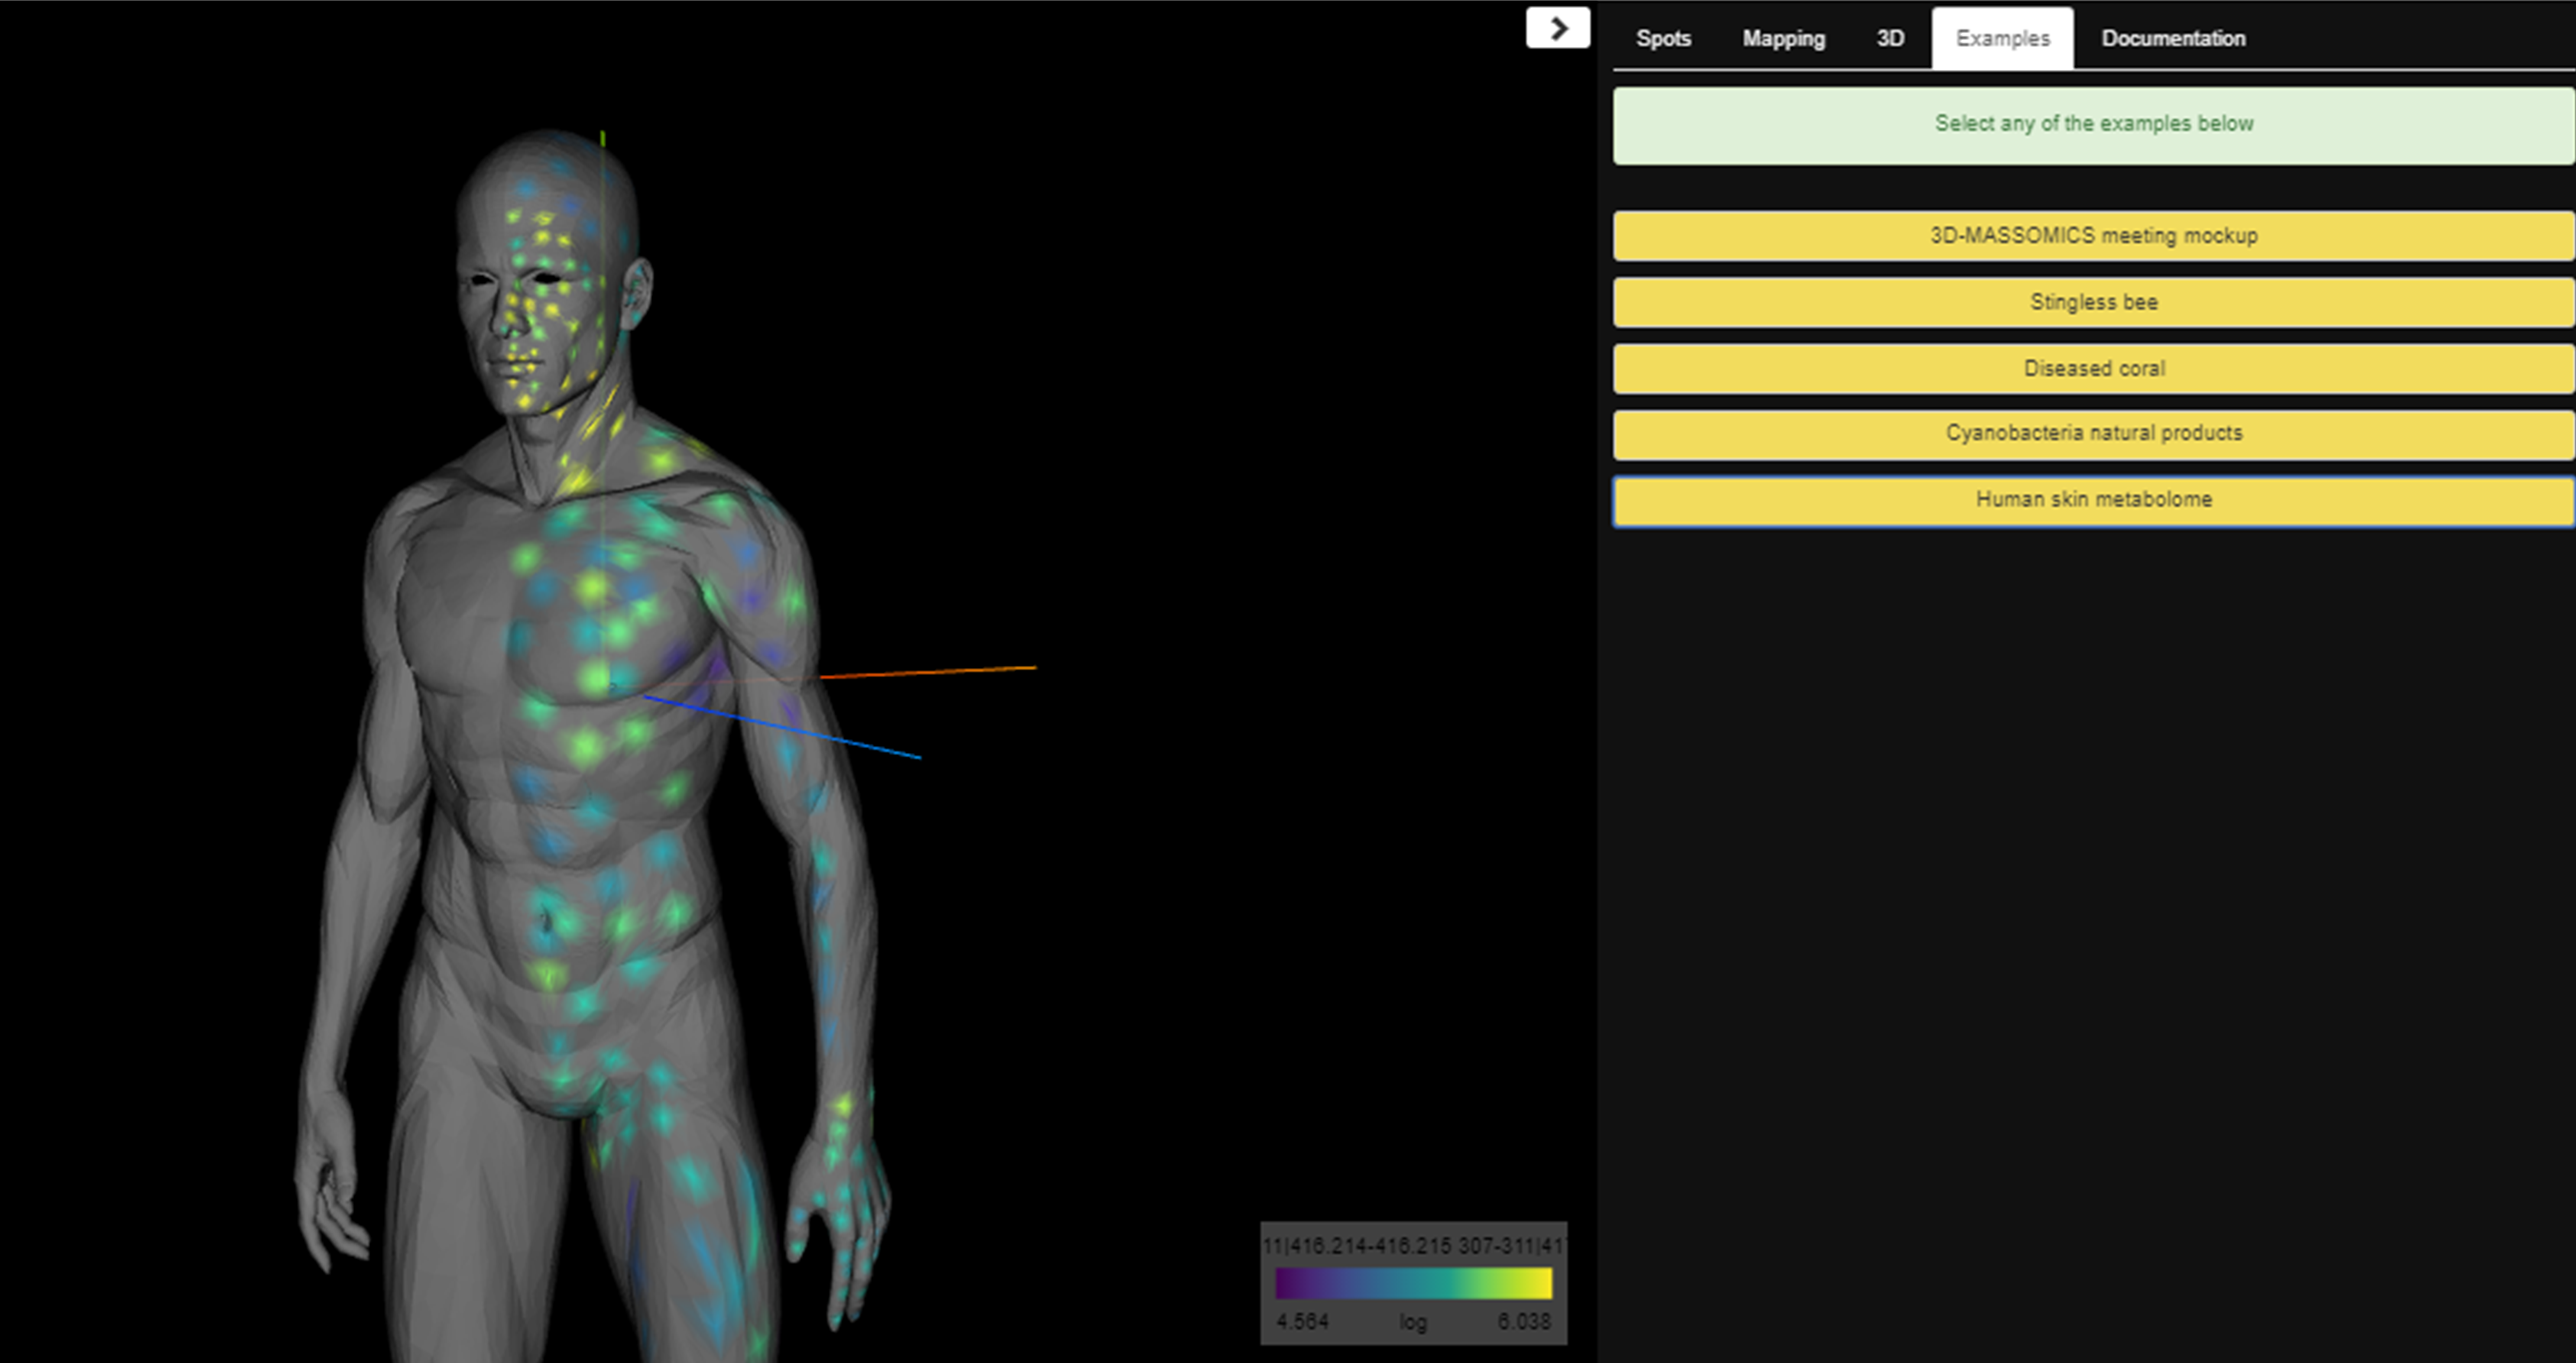 Spots Mapping 3D Examples Documentation
Select any of the examples below
3D-MASSOMICS meeting mockup
Stingless bee
Diseased coral
Cyanobacteria natural products
Human skin metabolome
11|416.214-416.215 307-311|41
4.564 log 6.038